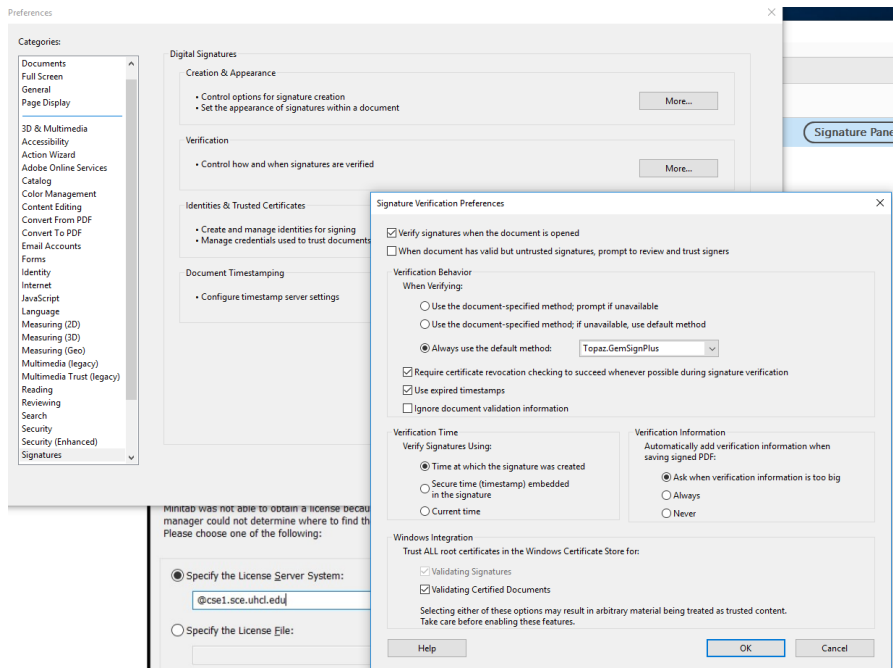 Preferences
Categories:
Documents
Full Screen
General
Page Display
3D & Multimedia
Accessibility
Action Wizard
Adobe Online Services
Catalog
Color Management
Content Editing
Convert From PDF
Convert To PDF
Email Accounts
Forms
Identity
Internet
JavaScript
Language
Measuring (2D)
Measuring (3D)
Measuring (Geo)
Multimedia (legacy)
Multimedia Trust (legacy)
Reading
Reviewing
Search
Security
Security (Enhanced)
Signatures
Digital Signatures
Creation & Appearance
• Control options for signature creation
• Set the appearance of signatures within a document
More...
Verification
• Control how and when signatures are verified
More...
Identities & Trusted Certificates
• Create and manage identities for signing
• Manage credentials used to trust documents
Document Timestamping
• Configure timestamp server settings
Signature Pane
Signature Verification Preferences
Verify signatures when the document is opened
When document has valid but untrusted signatures, prompt to review and trust signers
Verification Behavior
When Verifying:
Use the document-specified method; prompt if unavailable
Use the document-specified method; if unavailable, use default method
Always use the default method: Topaz.GemSignPlus
Require certificate revocation checking to succeed whenever possible during signature verification
Use expired timestamps
Ignore document validation information
Verification Time
Verify Signatures Using:
Time at which the signature was created
Secure time (timestamp) embedded
in the signature
Current time
Verification Information
Automatically add verification information when
saving signed PDF:
Ask when verification information is too big
Always
Never
Windows Integration
Trust ALL root certificates in the Windows Certificate Store for:
Validating Signatures
Validating Certified Documents
Selecting either of these options may result in arbitrary material being treated as trusted content.
Take care before enabling these features.
Help
OK
Cancel
Minitab was not able to obtain a license becau
manager could not determine where to find th
Please choose one of the following:
Specify the License Server System:
@cse1.sce.uhcl.edu
Specify the License File: